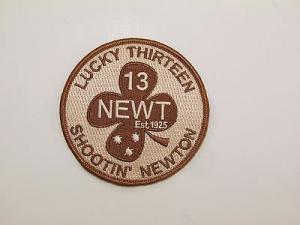 LUCKY THIRTEEN
13
NEWT
Est 1925
SHOOTIN' NEWTON